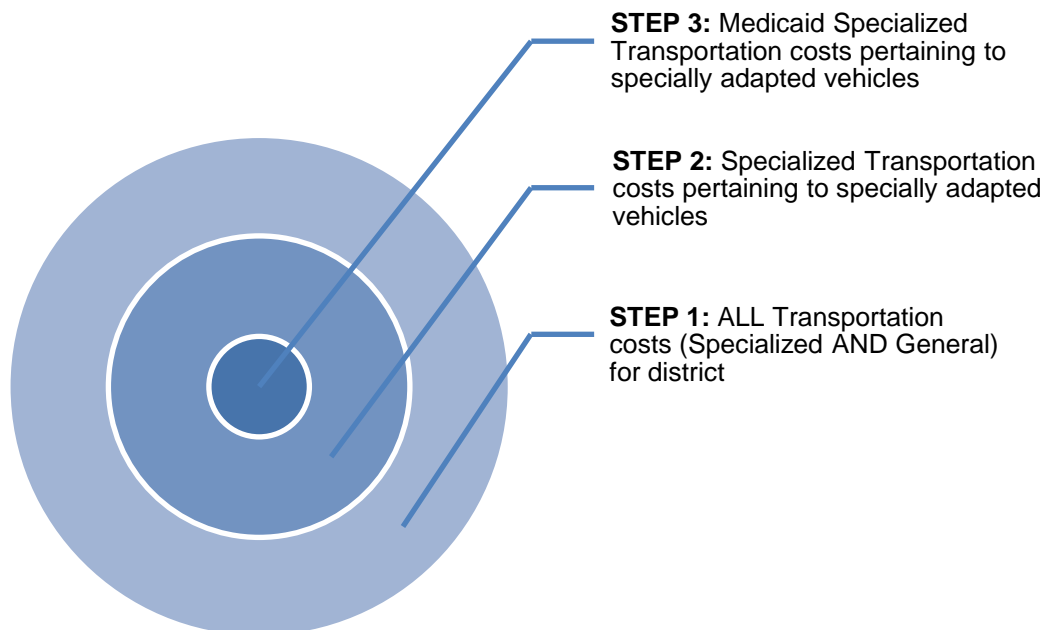 STEP 3: Medicaid Specialized
Transportation costs pertaining to
specially adapted vehicles
STEP 2: Specialized Transportation
costs pertaining to specially adapted
vehicles
STEP 1: ALL Transportation
costs (Specialized AND General)
for district